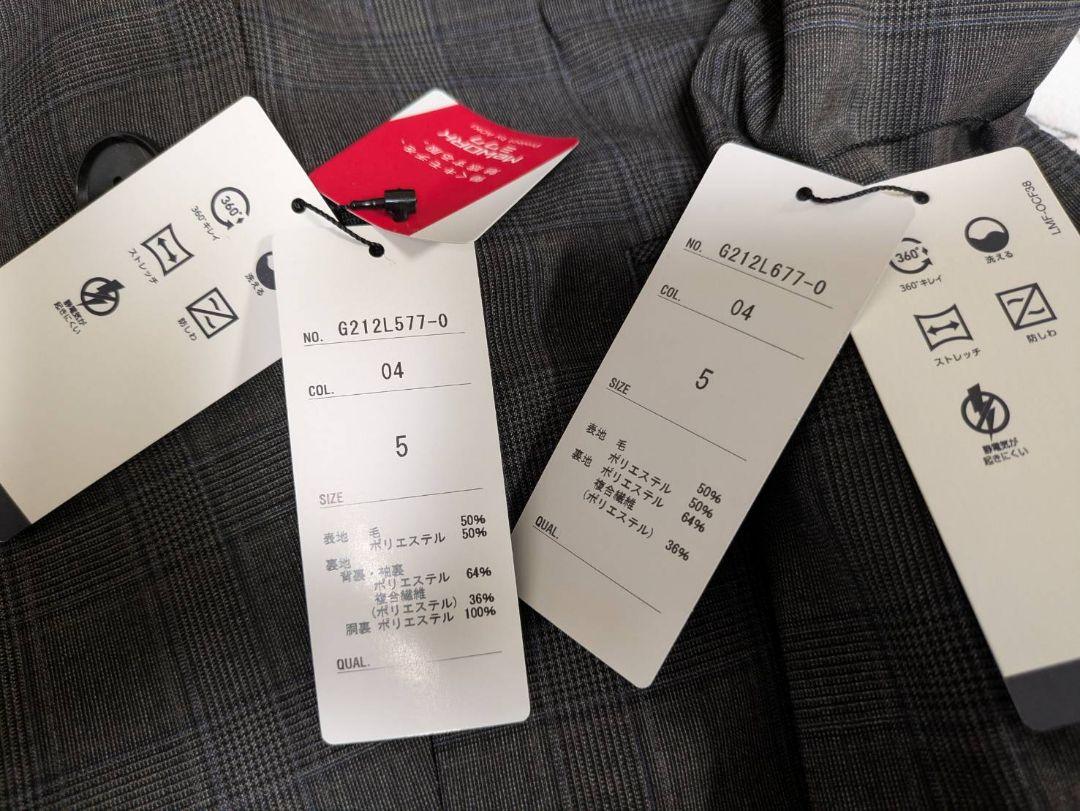 360°
360°キレイ
ストレッチ
洗える
静電気が
起きにくい
防しわ
NEWORK
NO. G212L577-0
COL. 04
5
SIZE
表地 毛 50%
ポリエステル 50%
裏地
背裏・袖裏
ポリエステル 64%
複合繊維
(ポリエステル) 36%
胴裏 ポリエステル 100%
QUAL.
NO. G212L677-0
COL. 04
5
SIZE
表地 毛 50%
ポリエステル 50%
裏地 ポリエステル 64%
複合繊維
(ポリエステル) 36%
QUAL.
LMF-OCF38
360°
360°キレイ
洗える
ストレッチ
防しわ
静電気が
起きにくい